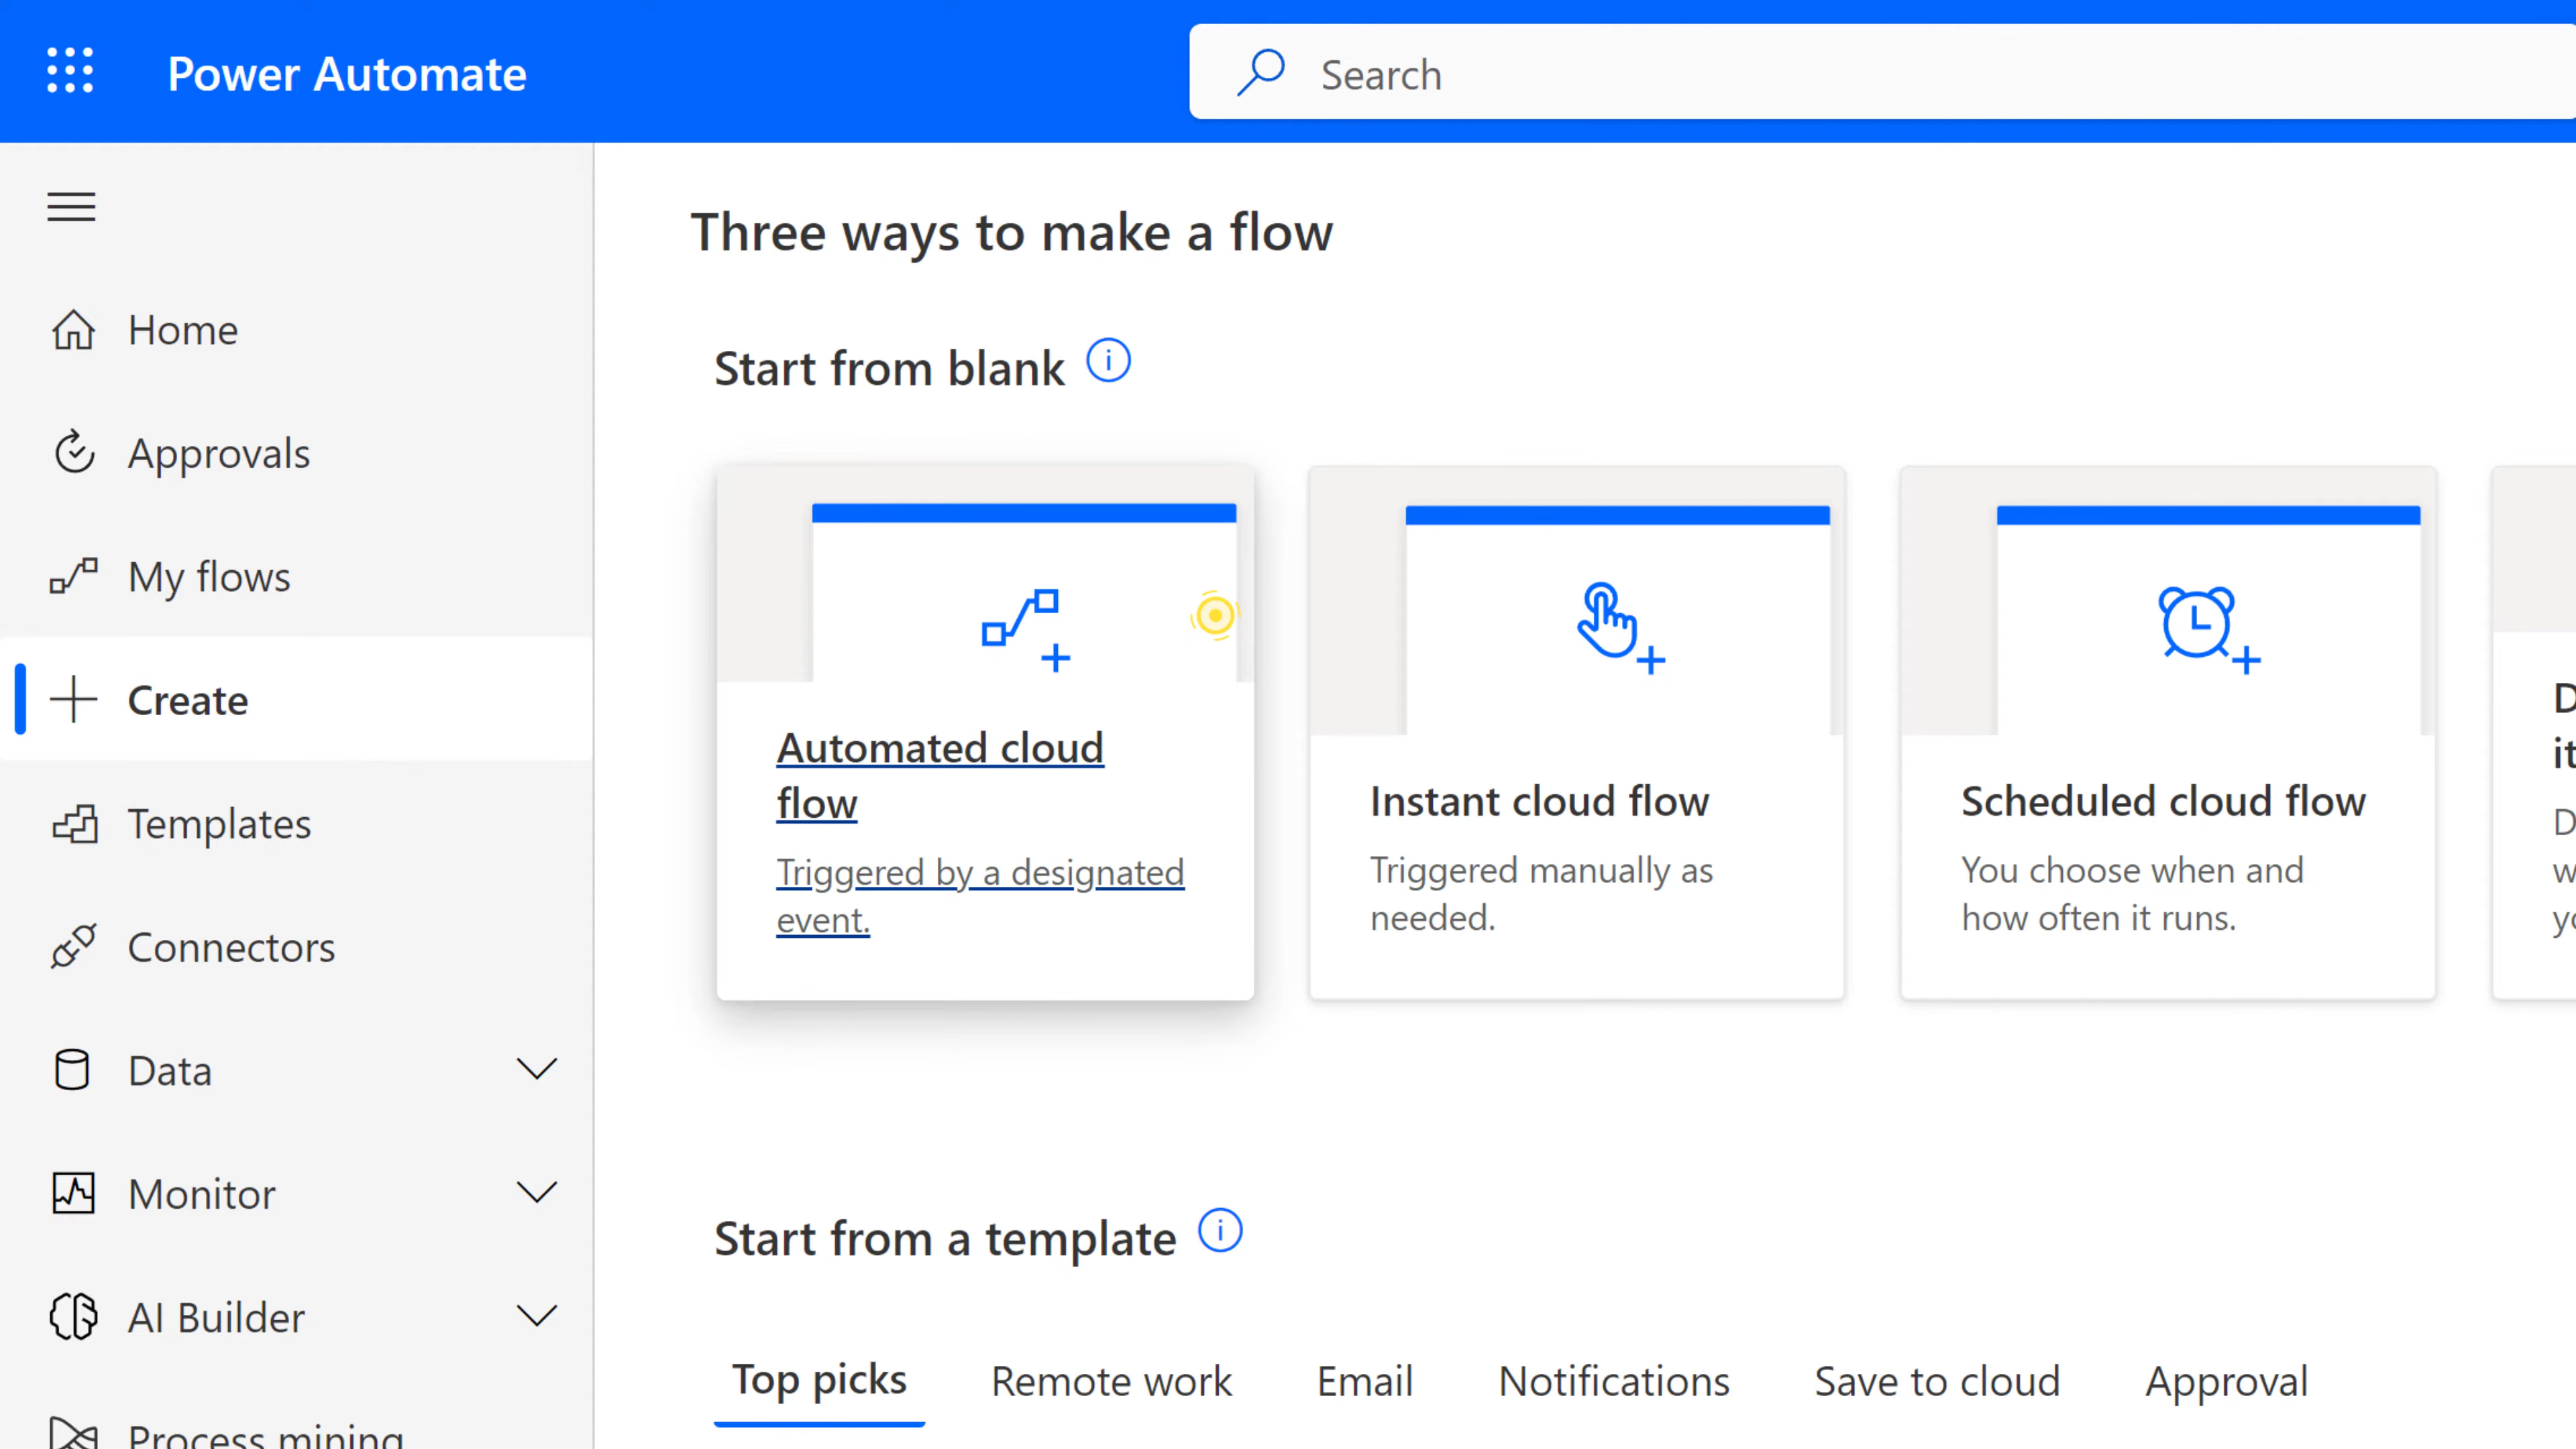 Power Automate
Search
Home
Approvals
My flows
Create
Templates
Connectors
Data
Monitor
AI Builder
Process mining
Three ways to make a flow
Start from blank
Automated cloud
flow
Triggered by a designated
event.
Instant cloud flow
Triggered manually as
needed.
Scheduled cloud flow
You choose when and
how often it runs.
Start from a template
Top picks
Remote work
Email
Notifications
Save to cloud
Approval